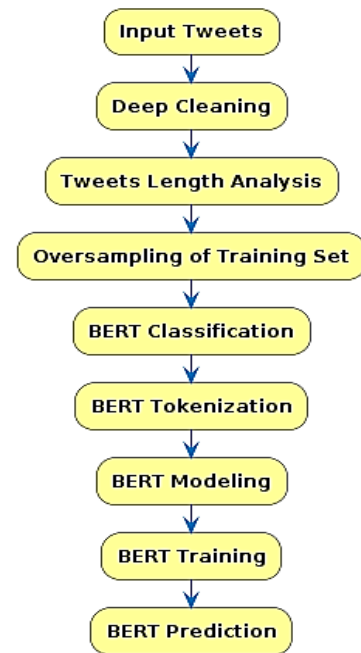 Input Tweets
Deep Cleaning
Tweets Length Analysis
Oversampling of Training Set
BERT Classification
BERT Tokenization
BERT Modeling
BERT Training
BERT Prediction